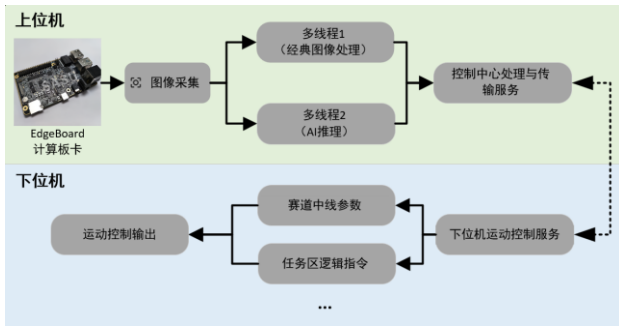 上位机
EdgeBoard
计算板卡
图像采集
多线程1
(经典图像处理)
多线程2
(AI推理)
控制中心处理与传
输服务
下位机
赛道中线参数
运动控制输出
下位机运动控制服务
任务区逻辑指令
...